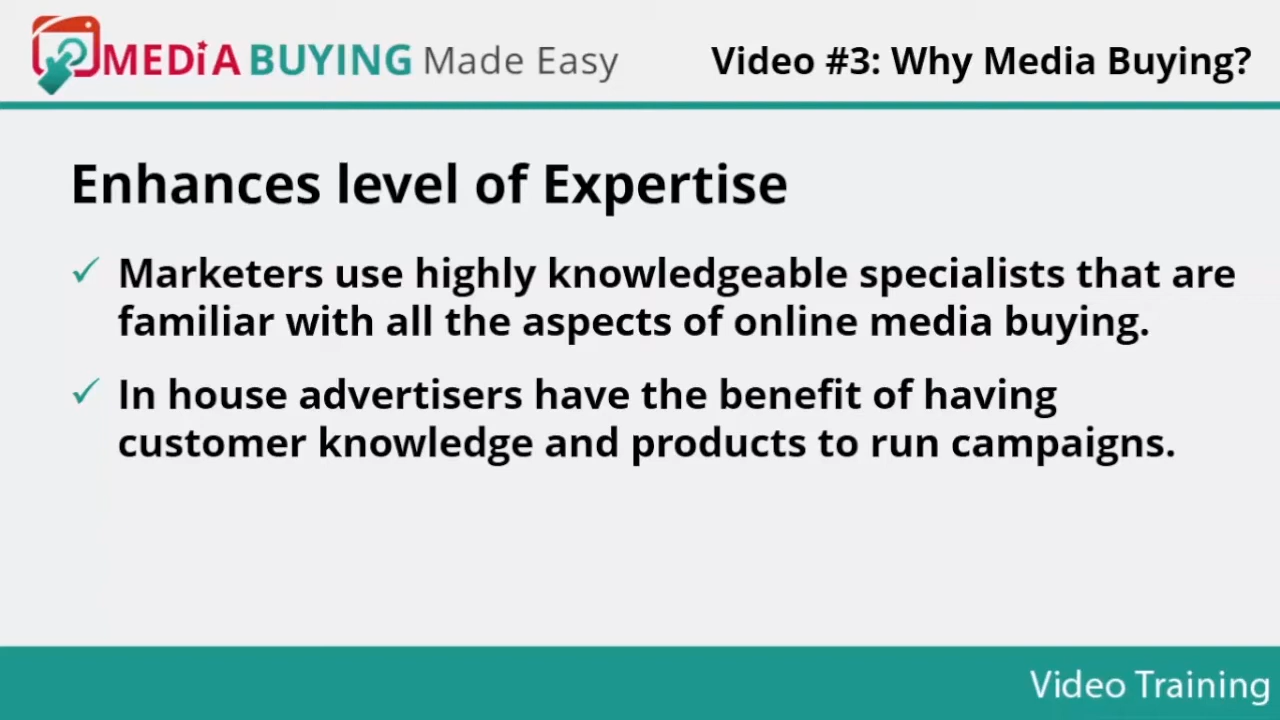 MEDiA BUYING Made Easy
Video #3: Why Media Buying?
Enhances level of Expertise
✓ Marketers use highly knowledgeable specialists that are
familiar with all the aspects of online media buying.
✓ In house advertisers have the benefit of having
customer knowledge and products to run campaigns.
Video Training